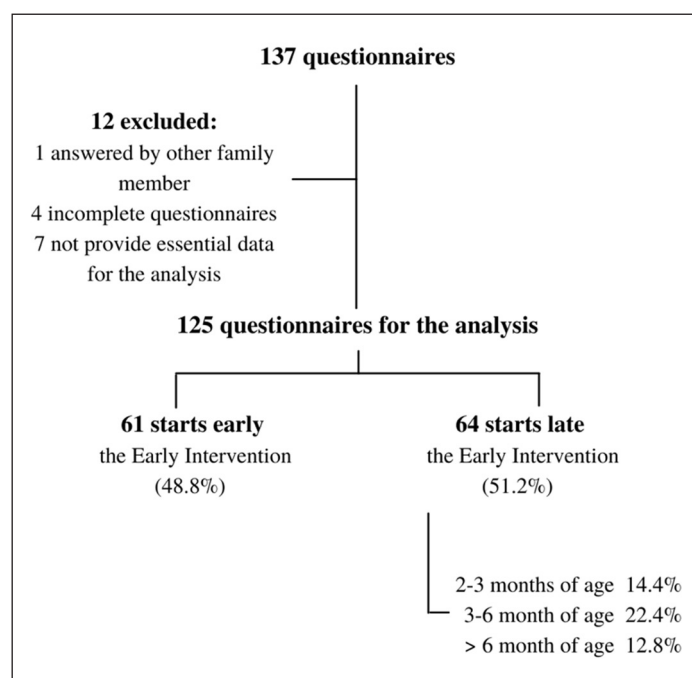 137 questionnaires
12 excluded:
1 answered by other family
member
4 incomplete questionnaires
7 not provide essential data
for the analysis
125 questionnaires for the analysis
61 starts early
the Early Intervention
(48.8%)
64 starts late
the Early Intervention
(51.2%)
2-3 months of age 14.4%
3-6 month of age 22.4%
> 6 month of age 12.8%